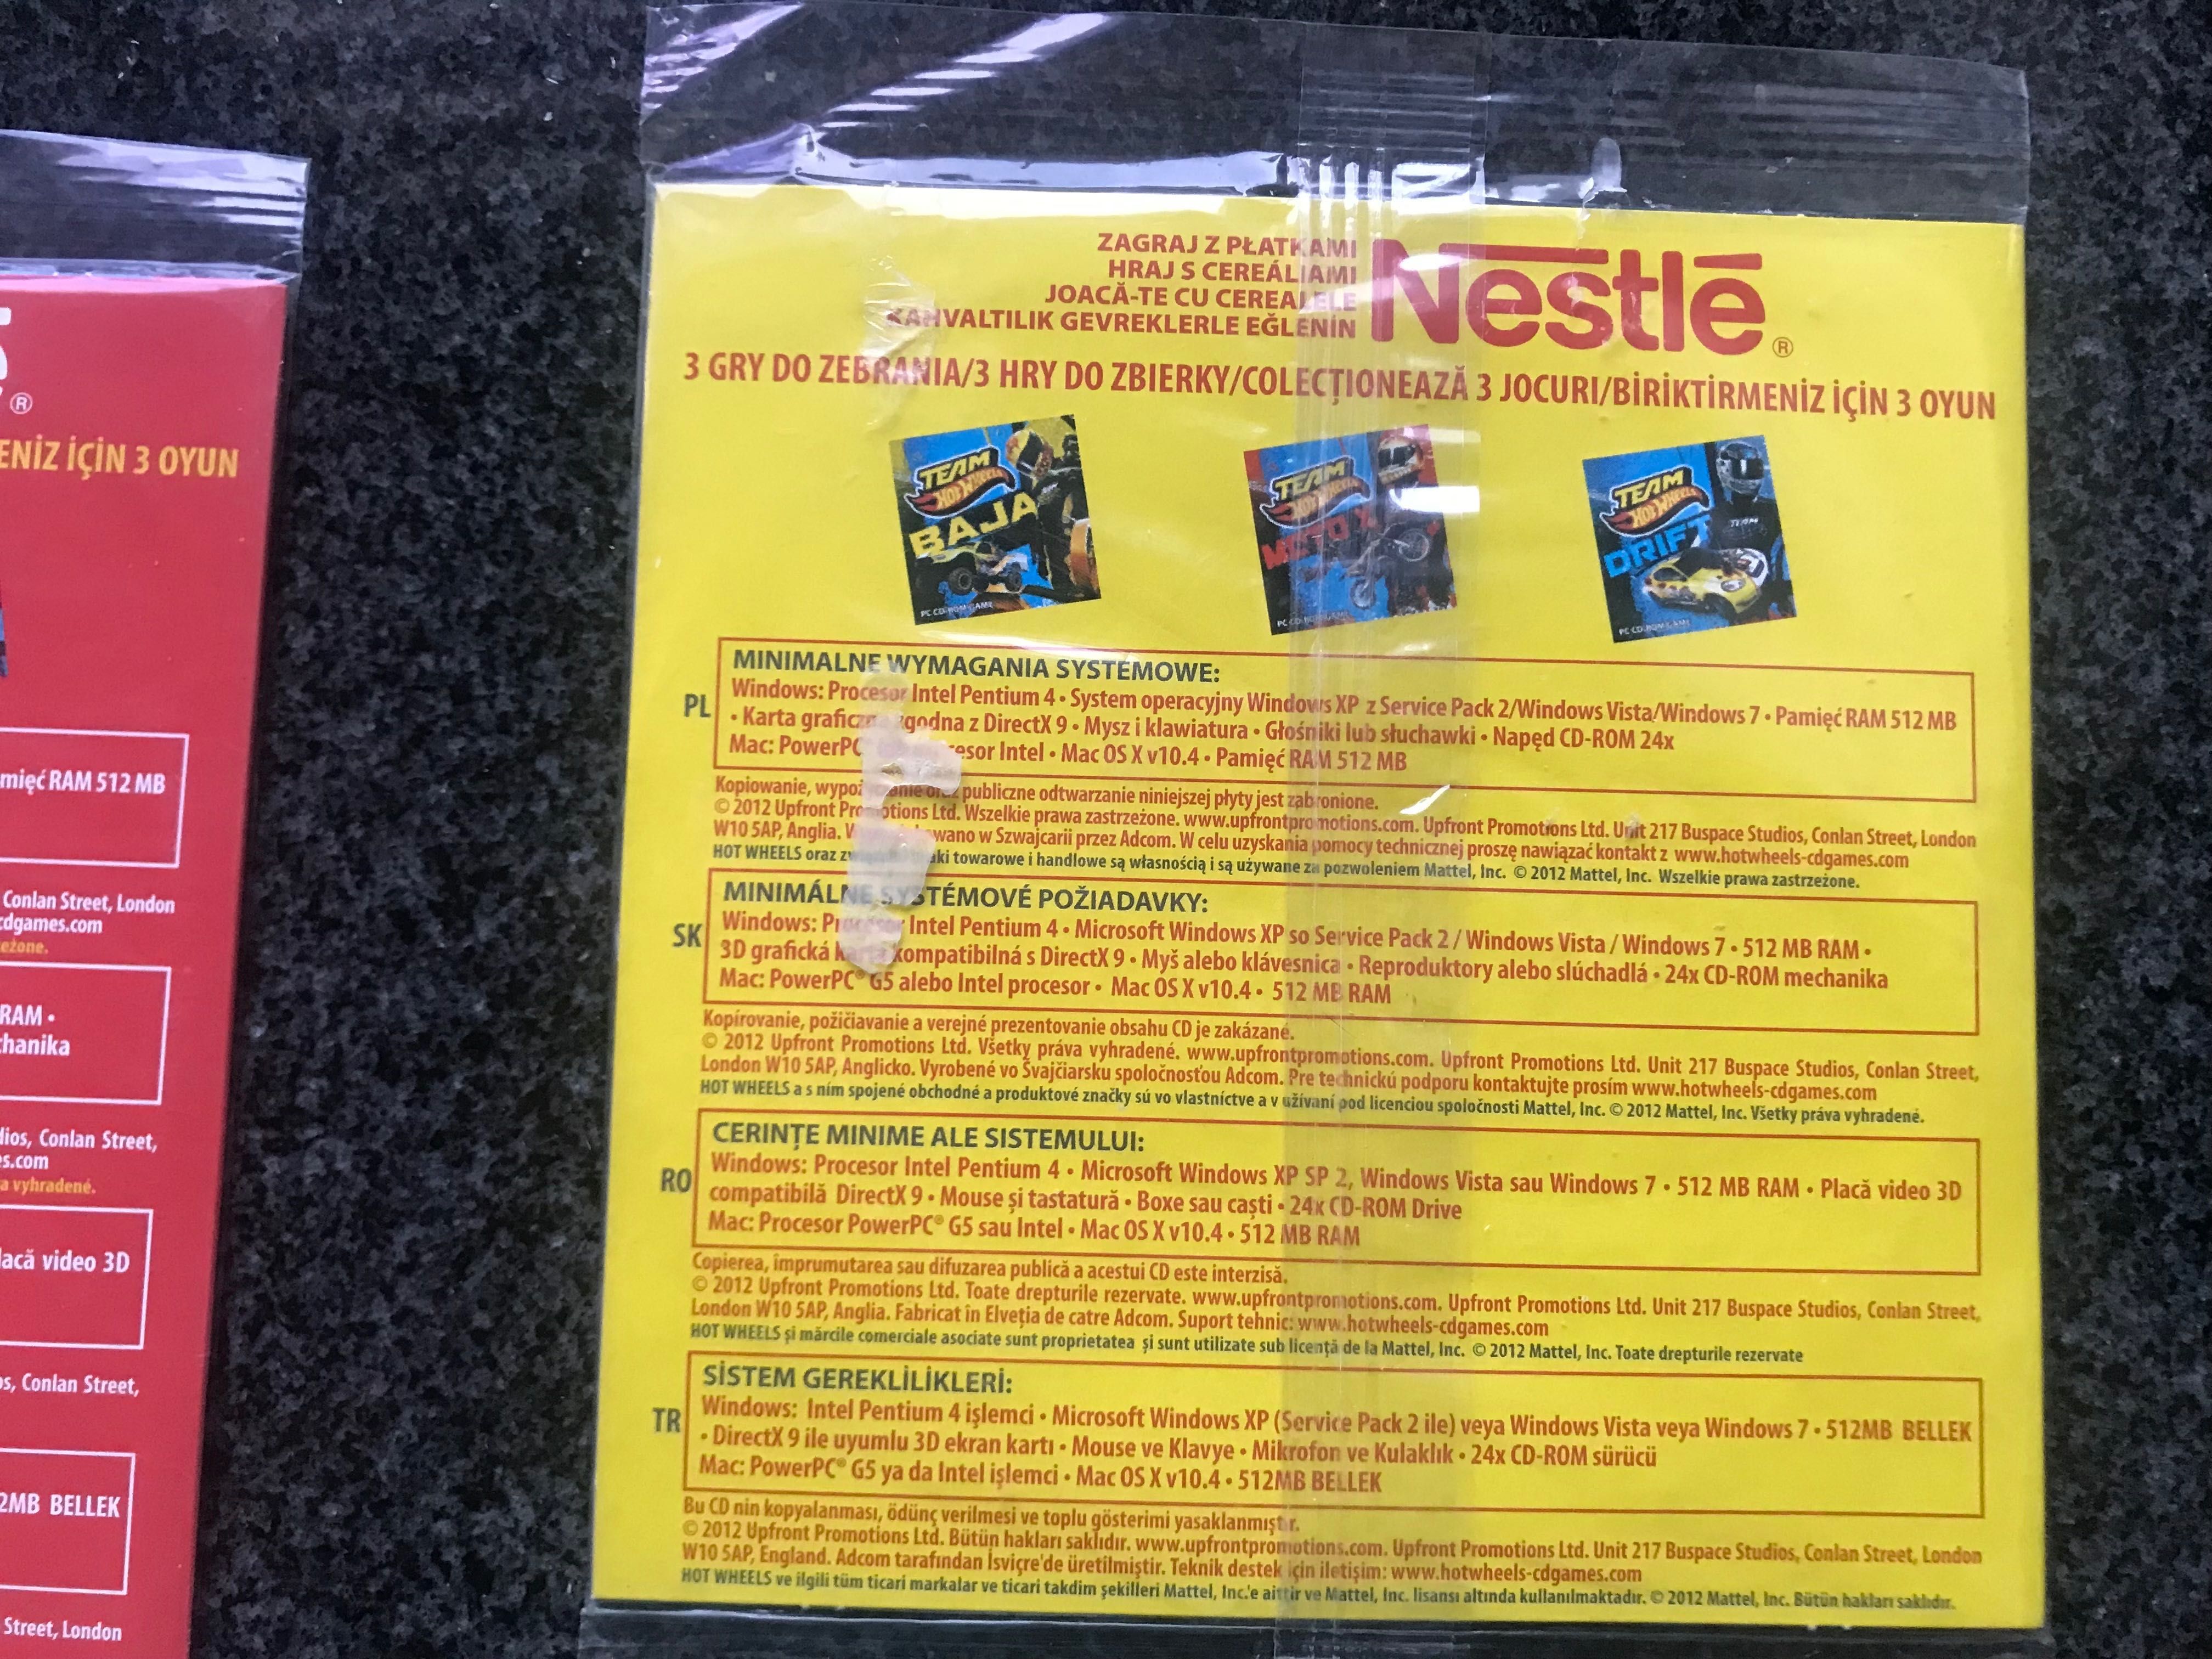 ®
ENİZ İÇİN 3 OYUN
mięć RAM 512 MB
Conlan Street, London
cdgames.com
eżone.
RAM •
hanika
dios, Conlan Street,
es.com
a vyhradené.
lacă video 3D
os, Conlan Street,
2MB BELLEK
Street, London
ZAGRAJ Z PŁATKAMI
HRAJ S CEREÁLIAMI
JOACĂ-TE CU CEREALELE
KAHVALTILIK GEVREKLERLE EĞLENİN
Nestlé®
3 GRY DO ZEBRANIA/3 HRY DO ZBIERKY/COLECȚIONEAZĂ 3 JOCURI/BİRİKTİRMENİZ İÇİN 3 OYUN
TEAM
HOT WHEELS
BAJA
PC CD-ROM GAME
TEAM
HOT WHEELS
MOTO X
PC CD-ROM GAME
TEAM
HOT WHEELS
DRIFT
TEAM
PC CD-ROM GAME
PL
MINIMALNE WYMAGANIA SYSTEMOWE:
Windows: Procesor Intel Pentium 4 • System operacyjny Windows XP z Service Pack 2/Windows Vista/Windows 7 • Pamięć RAM 512 MB
• Karta graficzna zgodna z DirectX 9 • Mysz i klawiatura • Głośniki lub słuchawki • Napęd CD-ROM 24x
Mac: PowerPC Intel • Mac OS X v10.4 • Pamięć RAM 512 MB
Kopiowanie, oraz publiczne odtwarzanie niniejszej płyty jest zabronione.
© 2012 Upfront Promotions Ltd. Wszelkie prawa zastrzeżone. www.upfrontpromotions.com. Upfront Promotions Ltd. Unit 217 Buspace Studios, Conlan Street, London
W10 5AP, Anglia. w Szwajcarii przez Adcom. W celu uzyskania pomocy technicznej proszę nawiązać kontakt z www.hotwheels-cdgames.com
HOT WHEELS oraz towarowe i handlowe są własnością i są używane za pozwoleniem Mattel, Inc. © 2012 Mattel, Inc. Wszelkie prawa zastrzeżone.
SK
MINIMÁLNE SYSTÉMOVÉ POŽIADAVKY:
Windows: Procesor Intel Pentium 4 • Microsoft Windows XP so Service Pack 2 / Windows Vista / Windows 7 • 512 MB RAM •
3D grafická karta kompatibilná s DirectX 9 • Myš alebo klávesnica • Reproduktory alebo slúchadlá • 24x CD-ROM mechanika
Mac: PowerPC® G5 alebo Intel procesor • Mac OS X v10.4 • 512 MB RAM
Kopírovanie, požičiavanie a verejné prezentovanie obsahu CD je zakázané.
© 2012 Upfront Promotions Ltd. Všetky práva vyhradené. www.upfrontpromotions.com. Upfront Promotions Ltd. Unit 217 Buspace Studios, Conlan Street,
London W10 5AP, Anglicko. Vyrobené vo Švajčiarsku spoločnosťou Adcom. Pre technickú podporu kontaktujte prosím www.hotwheels-cdgames.com
HOT WHEELS a s ním spojené obchodné a produktové značky sú vo vlastníctve a v užívaní pod licenciou spoločnosti Mattel, Inc. © 2012 Mattel, Inc. Všetky práva vyhradené.
RO
CERINȚE MINIME ALE SISTEMULUI:
Windows: Procesor Intel Pentium 4 • Microsoft Windows XP SP 2, Windows Vista sau Windows 7 • 512 MB RAM • Placă video 3D
compatibilă DirectX 9 • Mouse și tastatură • Boxe sau caști • 24x CD-ROM Drive
Mac: Procesor PowerPC® G5 sau Intel • Mac OS X v10.4 • 512 MB RAM
Copierea, împrumutarea sau difuzarea publică a acestui CD este interzisă.
© 2012 Upfront Promotions Ltd. Toate drepturile rezervate. www.upfrontpromotions.com. Upfront Promotions Ltd. Unit 217 Buspace Studios, Conlan Street,
London W10 5AP, Anglia. Fabricat în Elveția de catre Adcom. Suport tehnic: www.hotwheels-cdgames.com
HOT WHEELS și mărcile comerciale asociate sunt proprietatea și sunt utilizate sub licență de la Mattel, Inc. © 2012 Mattel, Inc. Toate drepturile rezervate
TR
SİSTEM GEREKLİLİKLERİ:
Windows: Intel Pentium 4 işlemci • Microsoft Windows XP (Service Pack 2 ile) veya Windows Vista veya Windows 7 • 512MB BELLEK
• DirectX 9 ile uyumlu 3D ekran kartı • Mouse ve Klavye • Mikrofon ve Kulaklık • 24x CD-ROM sürücü
Mac: PowerPC® G5 ya da Intel işlemci • Mac OS X v10.4 • 512MB BELLEK
Bu CD nin kopyalanması, ödünç verilmesi ve toplu gösterimi yasaklanmıştır.
© 2012 Upfront Promotions Ltd. Bütün hakları saklıdır. www.upfrontpromotions.com. Upfront Promotions Ltd. Unit 217 Buspace Studios, Conlan Street, London
W10 5AP, England. Adcom tarafından İsviçre'de üretilmiştir. Teknik destek için iletişim: www.hotwheels-cdgames.com
HOT WHEELS ve ilgili tüm ticari markalar ve ticari takdim şekilleri Mattel, Inc.'e aittir ve Mattel, Inc. lisansı altında kullanılmaktadır. © 2012 Mattel, Inc. Bütün hakları saklıdır.